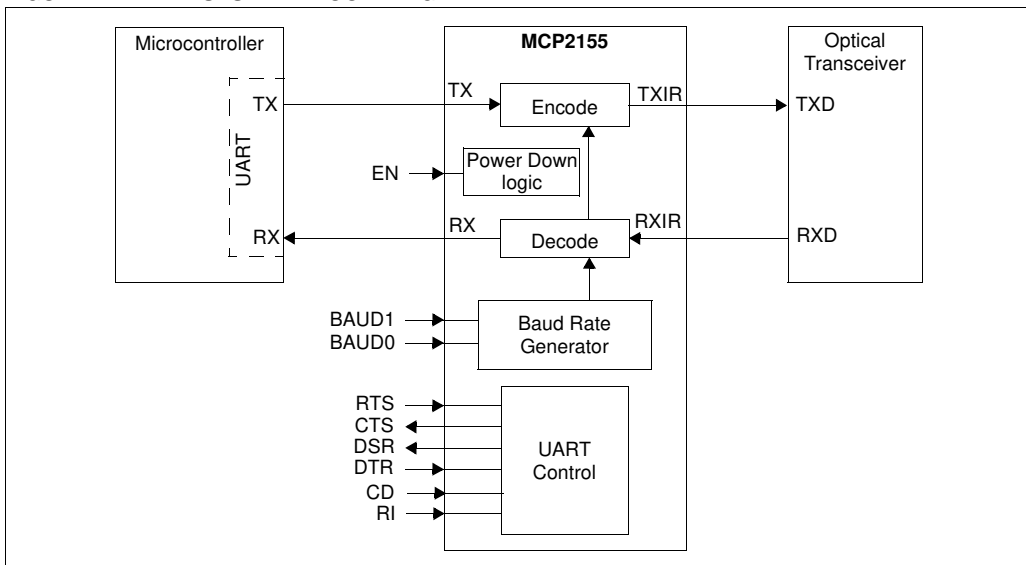 Microcontroller
MCP2155
Optical
Transceiver
TX
TX
Encode
TXIR
TXD
UART
EN
Power Down
logic
RX
RX
Decode
RXIR
RXD
BAUD1
BAUD0
Baud Rate
Generator
RTS
CTS
DSR
DTR
CD
RI
UART
Control